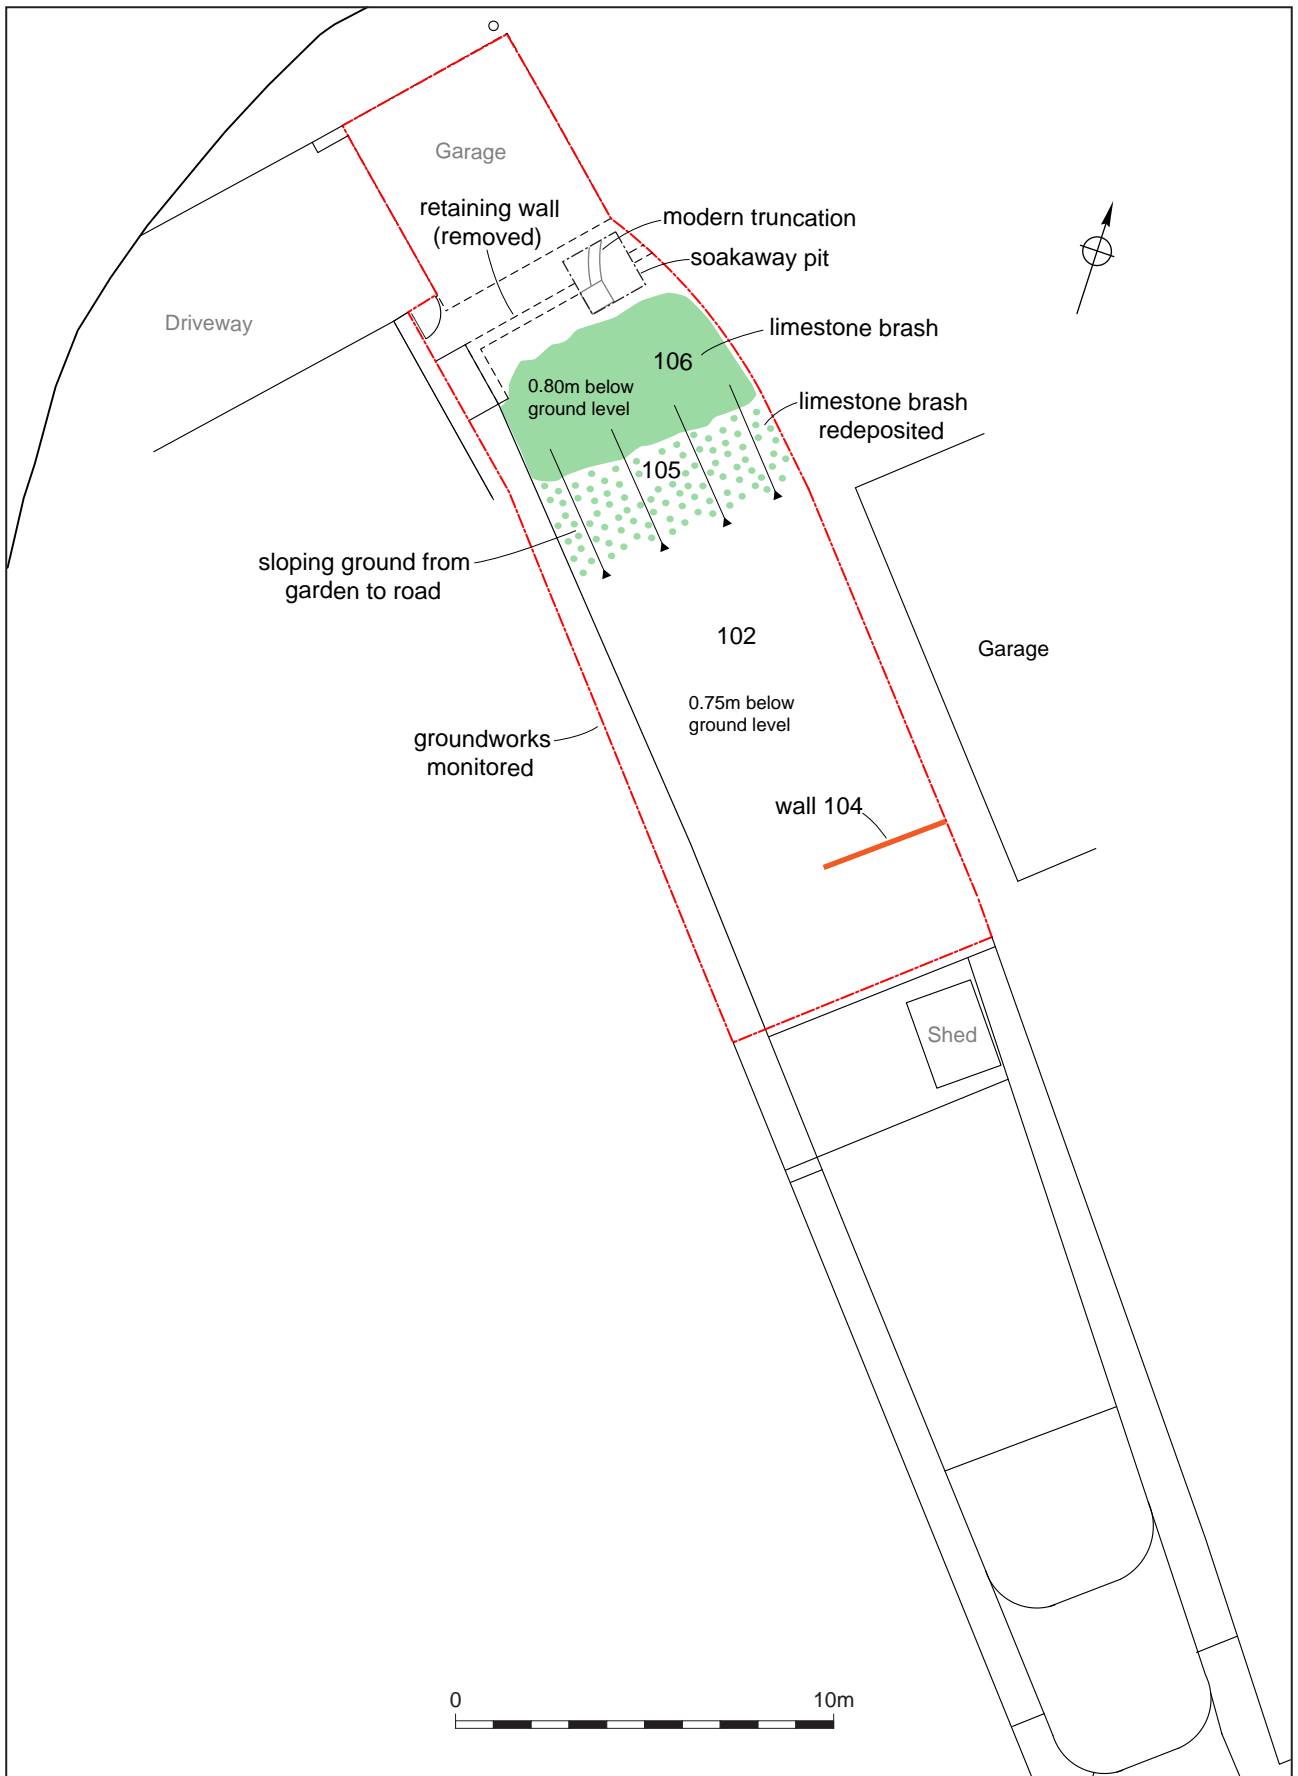 Garage
retaining wall
(removed)
modern truncation
soakaway pit
Driveway
limestone brash
106
0.80m below
ground level
limestone brash
redeposited
105
sloping ground from
garden to road
102
Garage
0.75m below
ground level
groundworks
monitored
wall 104
Shed
0
10m